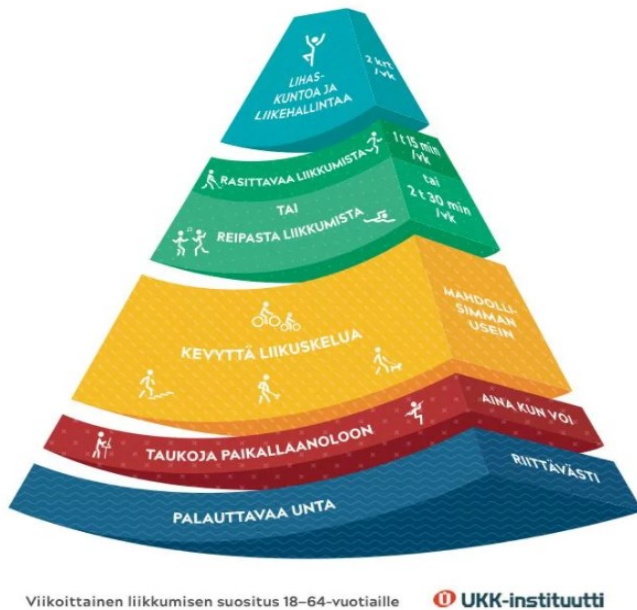 LIHAS-
KUNTOA JA
LIIKEHALLINTAA
2 krt
/vk
RASITTAVAA LIIKKUMISTA
1 t 15 min
/vk
TAI
REIPASTA LIIKKUMISTA
tai
2 t 30 min
/vk
KEVYTTÄ LIIKUSKELUA
MAHDOLLI-
SIMMAN
USEIN
TAUKOJA PAIKALLAANOLOON
AINA KUN VOI
PALAUTTAVAA UNTA
RIITTÄVÄSTI
Viikoittainen liikkumisen suositus 18–64-vuotiaille
UKK-instituutti